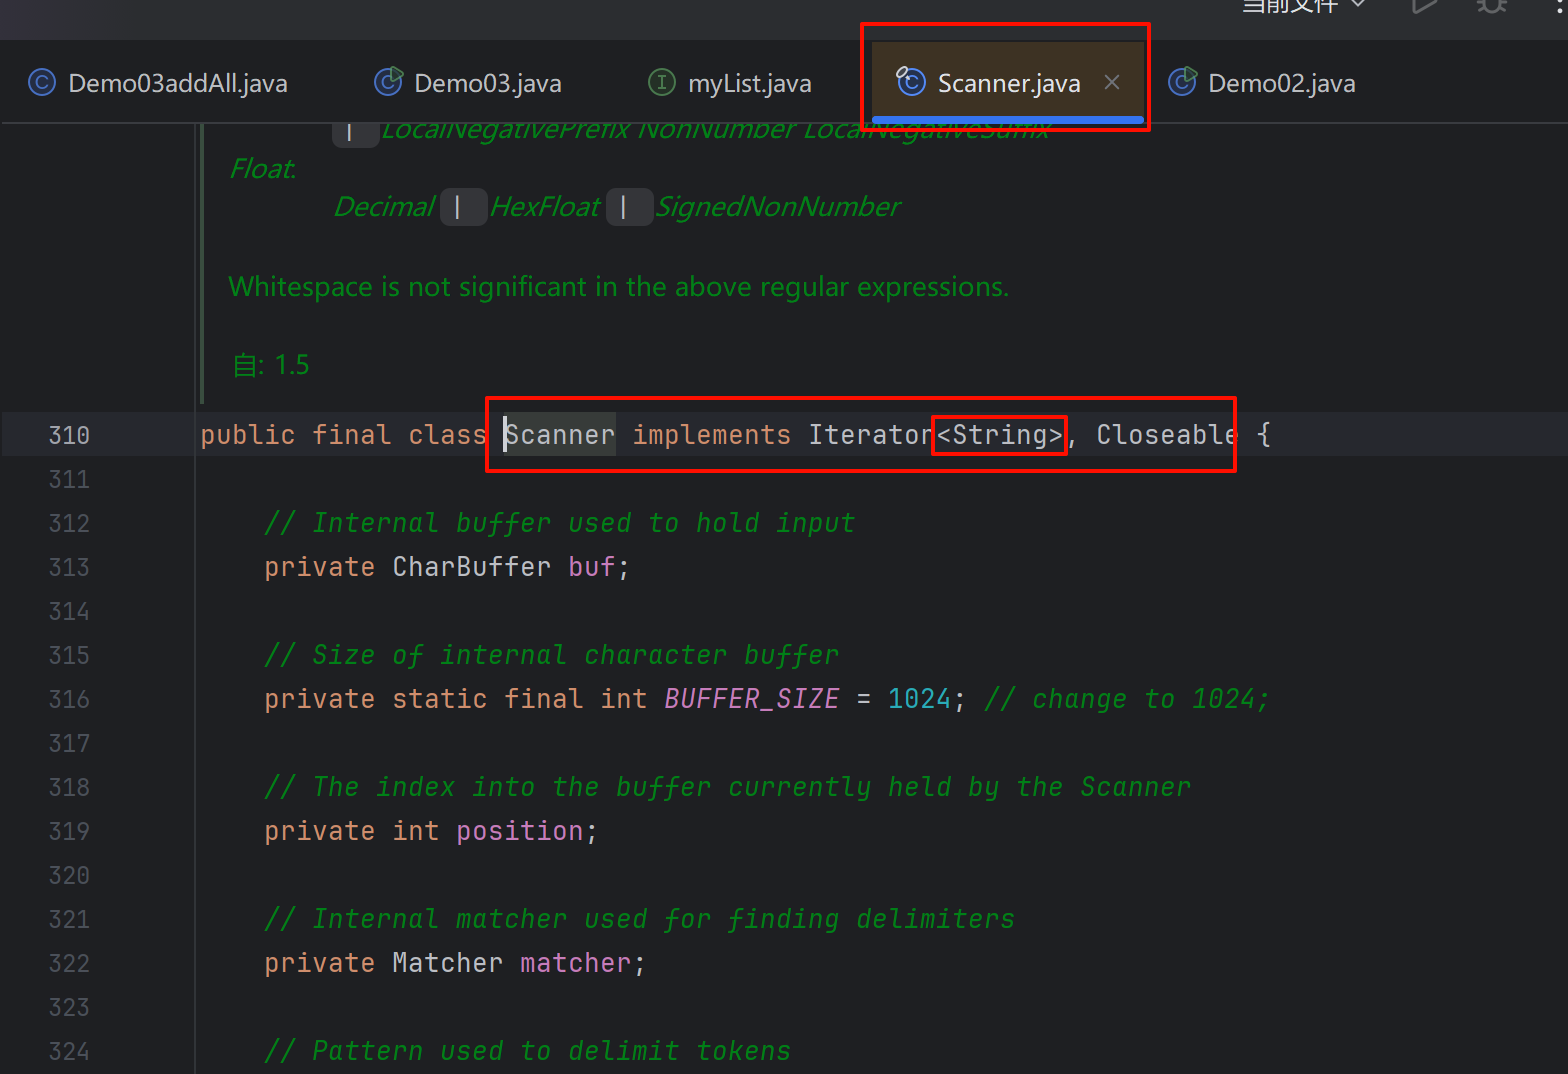 当前文件
Demo03addAll.java Demo03.java myList.java Scanner.java Demo02.java
| LocalNegativePrefix NonNumber LocalNegativeSuffix
Float:
Decimal | HexFloat | SignedNonNumber
Whitespace is not significant in the above regular expressions.
自: 1.5
310 public final class Scanner implements Iterator<String>, Closeable {
311
312 // Internal buffer used to hold input
313 private CharBuffer buf;
314
315 // Size of internal character buffer
316 private static final int BUFFER_SIZE = 1024; // change to 1024;
317
318 // The index into the buffer currently held by the Scanner
319 private int position;
320
321 // Internal matcher used for finding delimiters
322 private Matcher matcher;
323
324 // Pattern used to delimit tokens